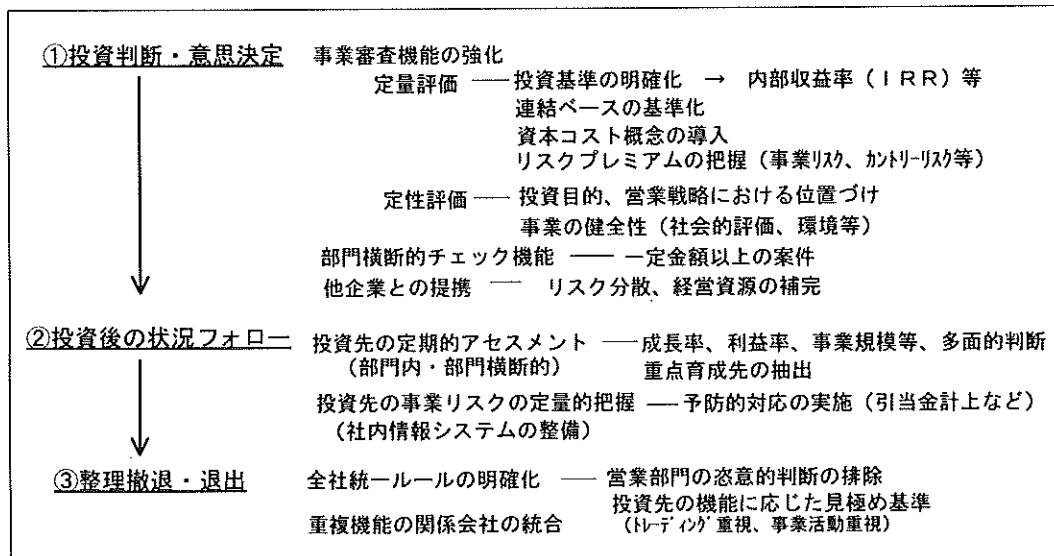 ①投資判断・意思決定 事業審査機能の強化
定量評価 ── 投資基準の明確化 → 内部収益率（ＩＲＲ）等
連結ベースの基準化
資本コスト概念の導入
リスクプレミアムの把握（事業リスク、カントリーリスク等）
定性評価 ── 投資目的、営業戦略における位置づけ
事業の健全性（社会的評価、環境等）
部門横断的チェック機能 ── 一定金額以上の案件
他企業との提携 ── リスク分散、経営資源の補完
②投資後の状況フォロー 投資先の定期的アセスメント ── 成長率、利益率、事業規模等、多面的判断
（部門内・部門横断的） 重点育成先の抽出
投資先の事業リスクの定量的把握 ── 予防的対応の実施（引当金計上など）
（社内情報システムの整備）
③整理撤退・退出 全社統一ルールの明確化 ── 営業部門の恣意的判断の排除
投資先の機能に応じた見極め基準
重複機能の関係会社の統合 （トレーディング重視、事業活動重視）